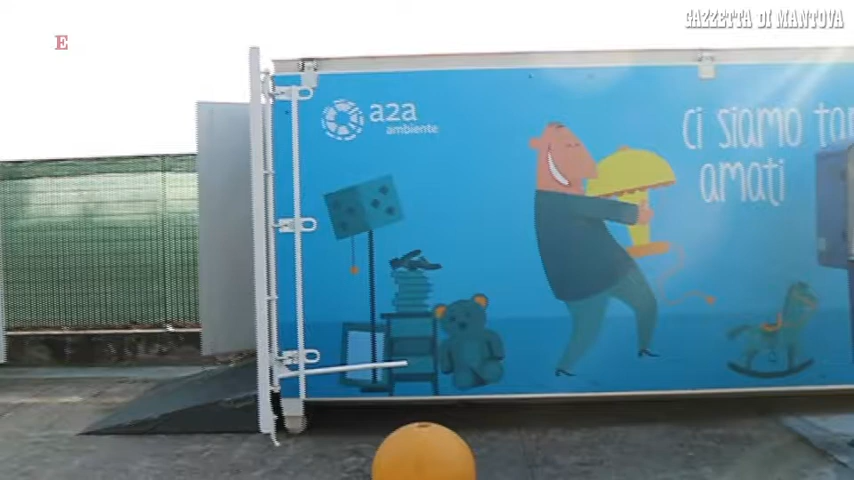 GAZZETTA DI MANTOVA
E
a2a
ambiente
ci siamo
amati